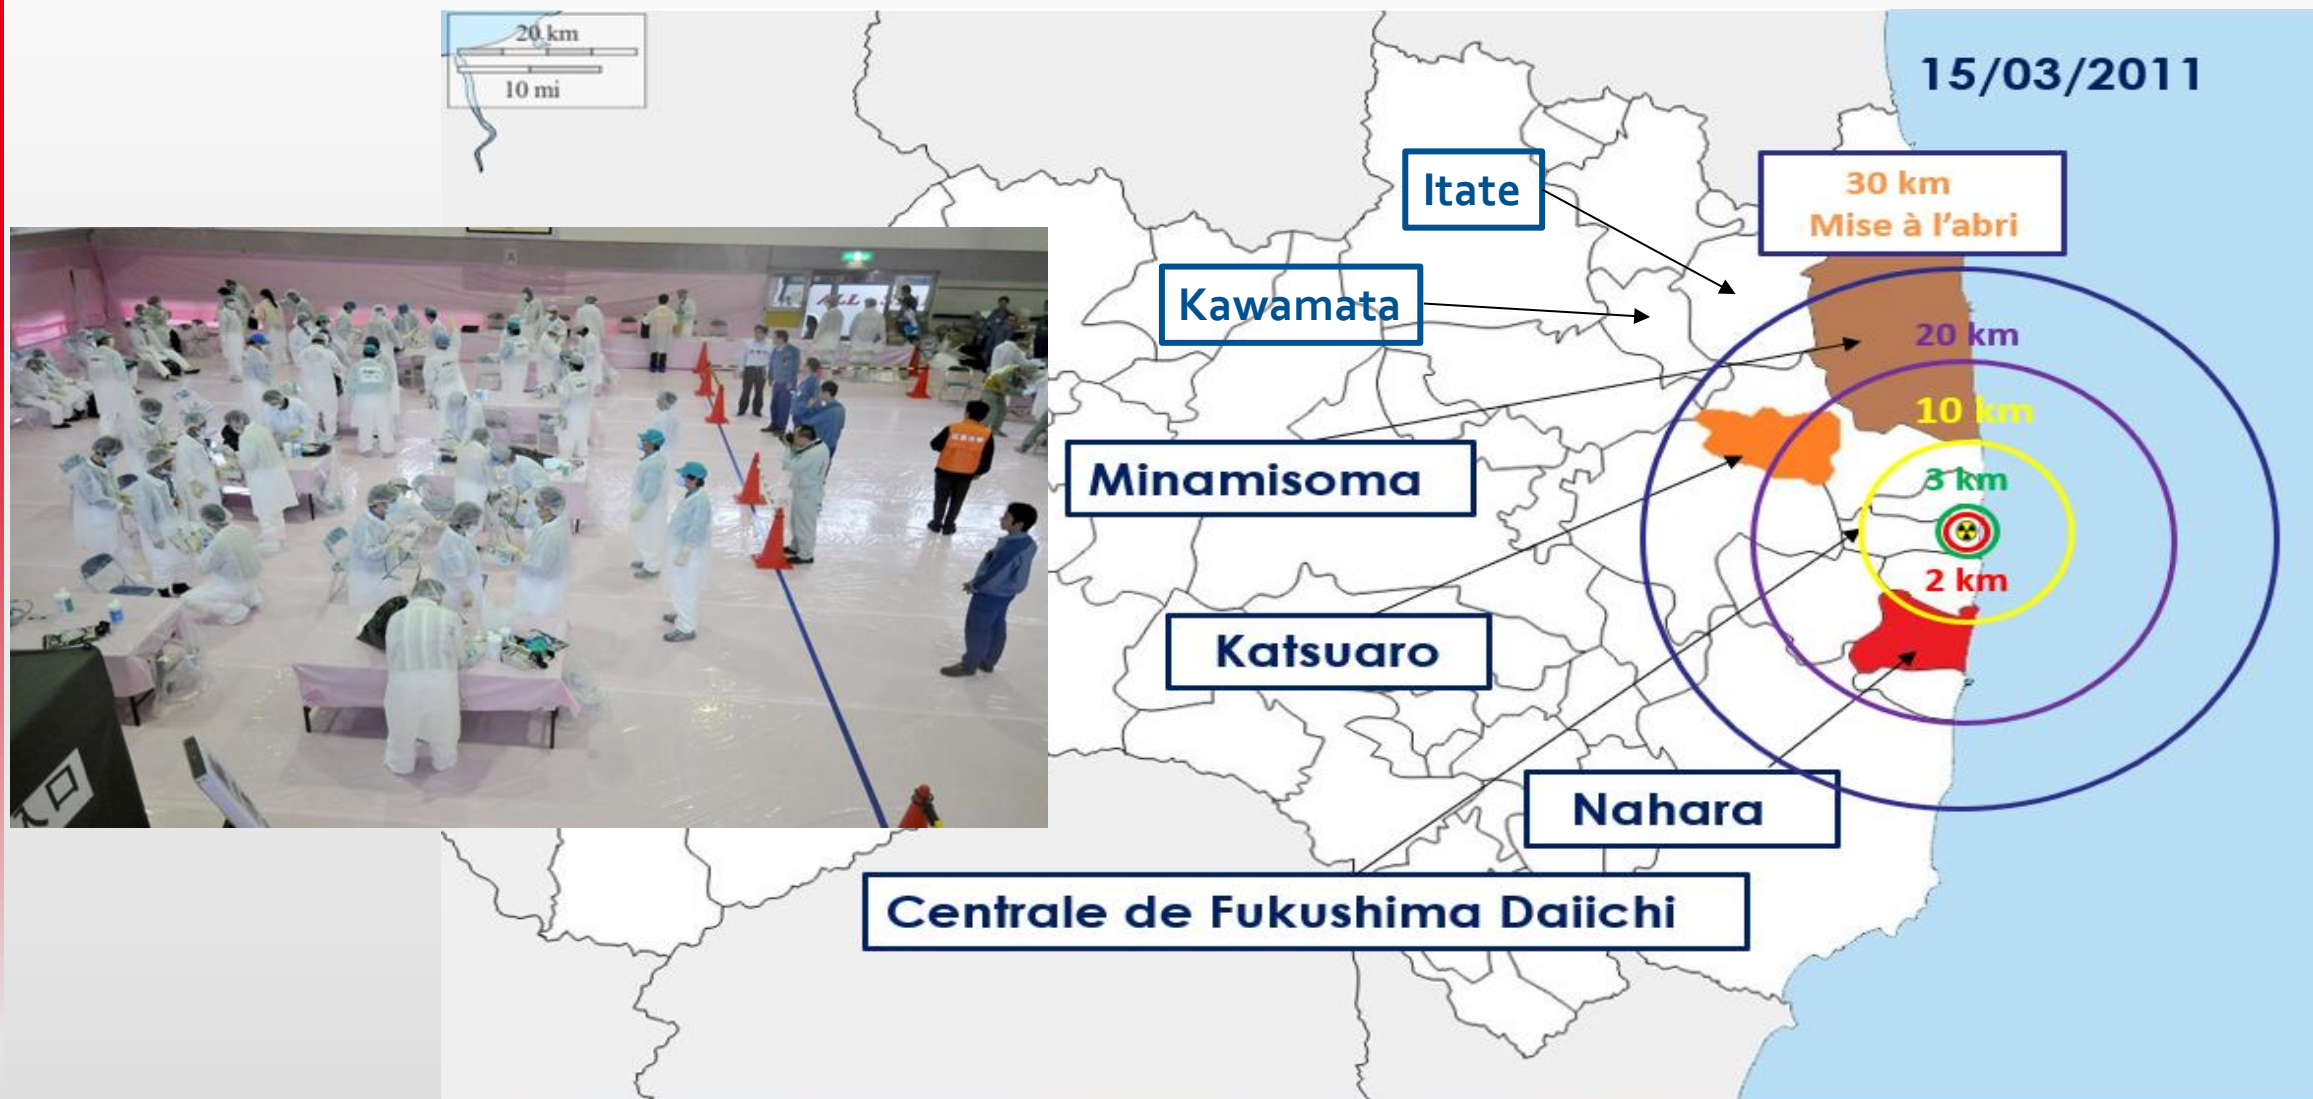 20 km
10 mi
15/03/2011
Itate
30 km
Mise à l'abri
Kawamata
20 km
10 km
Minamisoma
3 km
2 km
Katsuaro
Nahara
Centrale de Fukushima Daiichi